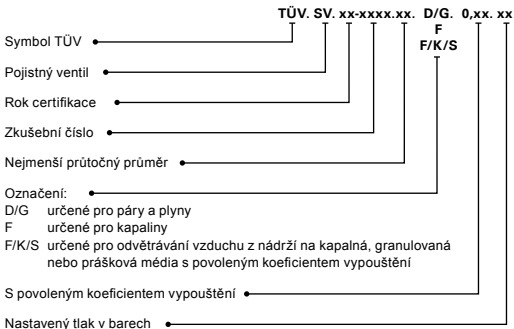 TÜV. SV. xx-xxxx.xx. D/G. 0,xx. xx
F
F/K/S
Symbol TÜV
Pojistný ventil
Rok certifikace
Zkušební číslo
Nejmenší průtočný průměr
Označení:
D/G určené pro páry a plyny
F určené pro kapaliny
F/K/S určené pro odvětrávání vzduchu z nádrží na kapalná, granulovaná
nebo prášková média s povoleným koeficientem vypouštění
S povoleným koeficientem vypouštění
Nastavený tlak v barech